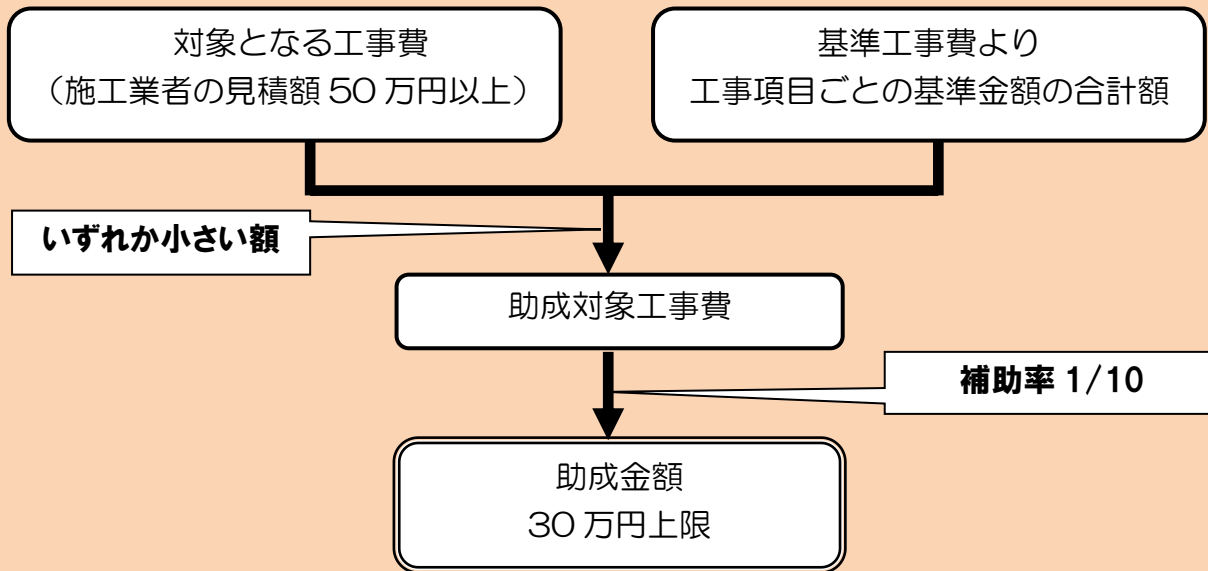 対象となる工事費
（施工業者の見積額 50 万円以上）
基準工事費より
工事項目ごとの基準金額の合計額
いずれか小さい額
助成対象工事費
補助率 1/10
助成金額
30 万円上限